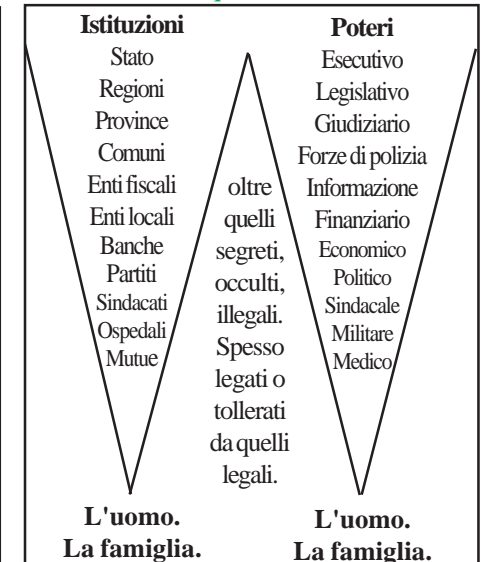 Istituzioni
Stato
Regioni
Province
Comuni
Enti fiscali
Enti locali
Banche
Partiti
Sindacati
Ospedali
Mutue
L'uomo.
La famiglia.
oltre
quelli
segreti,
occulti,
illegali.
Spesso
legati o
tollerati
da quelli
legali.
Poteri
Esecutivo
Legislativo
Giudiziario
Forze di polizia
Informazione
Finanziario
Economico
Politico
Sindacale
Militare
Medico
L'uomo.
La famiglia.